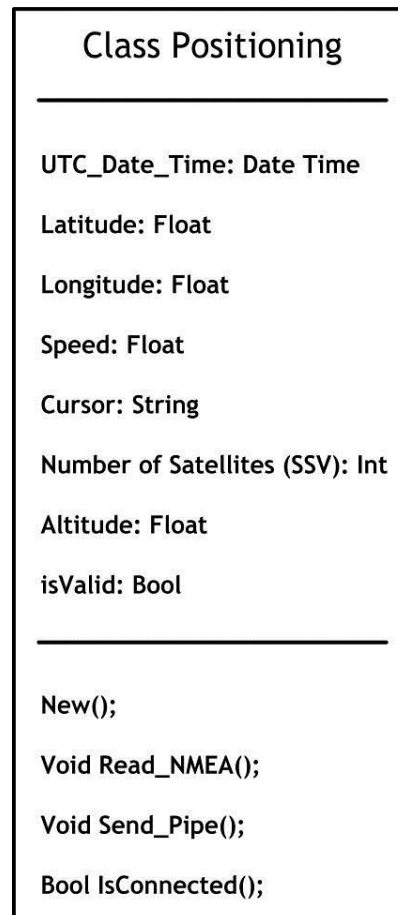 Class Positioning
UTC_Date_Time: Date Time
Latitude: Float
Longitude: Float
Speed: Float
Cursor: String
Number of Satellites (SSV): Int
Altitude: Float
isValid: Bool
New();
Void Read_NMEA();
Void Send_Pipe();
Bool IsConnected();